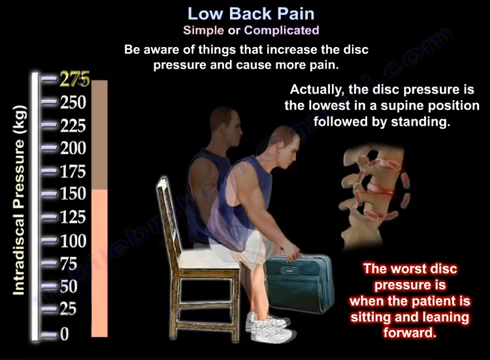 Low Back Pain
Simple or Complicated
Be aware of things that increase the disc
pressure and cause more pain.
Actually, the disc pressure is
the lowest in a supine position
followed by standing.
Intradiscal Pressure (kg)
275
250
225
200
175
150
125
100
75
50
25
0
The worst disc
pressure is
when the patient is
sitting and leaning
forward.